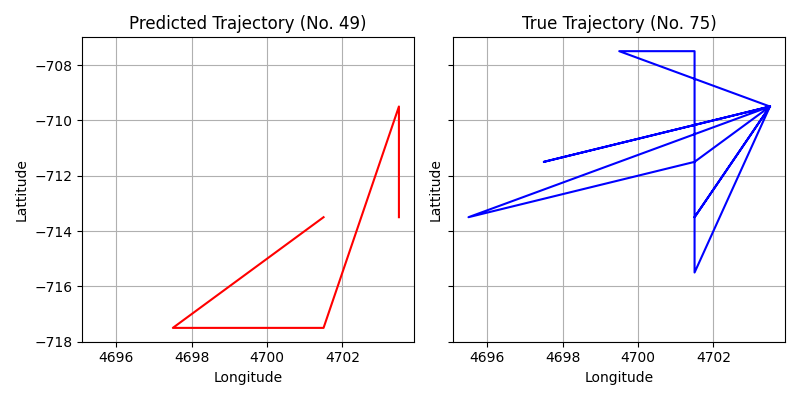 Predicted Trajectory (No. 49)
True Trajectory (No. 75)
−708
−710
−712
−714
−716
−718
Lattitude
Lattitude
4696 4698 4700 4702
4696 4698 4700 4702
Longitude
Longitude